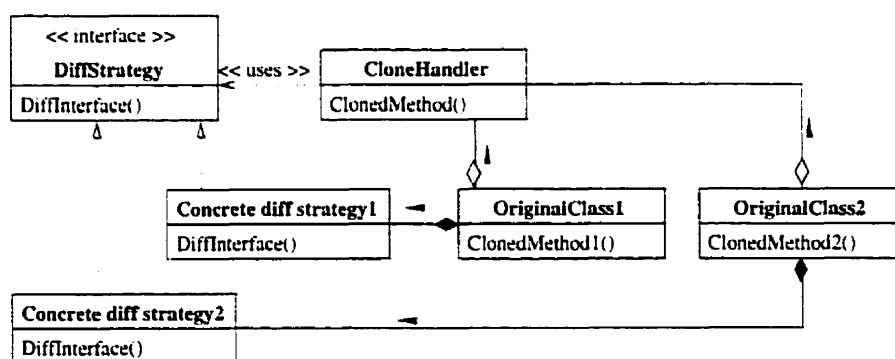 << interface >>
DiffStrategy
DiffInterface()
<< uses >>
CloneHandler
ClonedMethod()
Concrete diff strategy1
DiffInterface()
OriginalClass1
ClonedMethod1()
OriginalClass2
ClonedMethod2()
Concrete diff strategy2
DiffInterface()